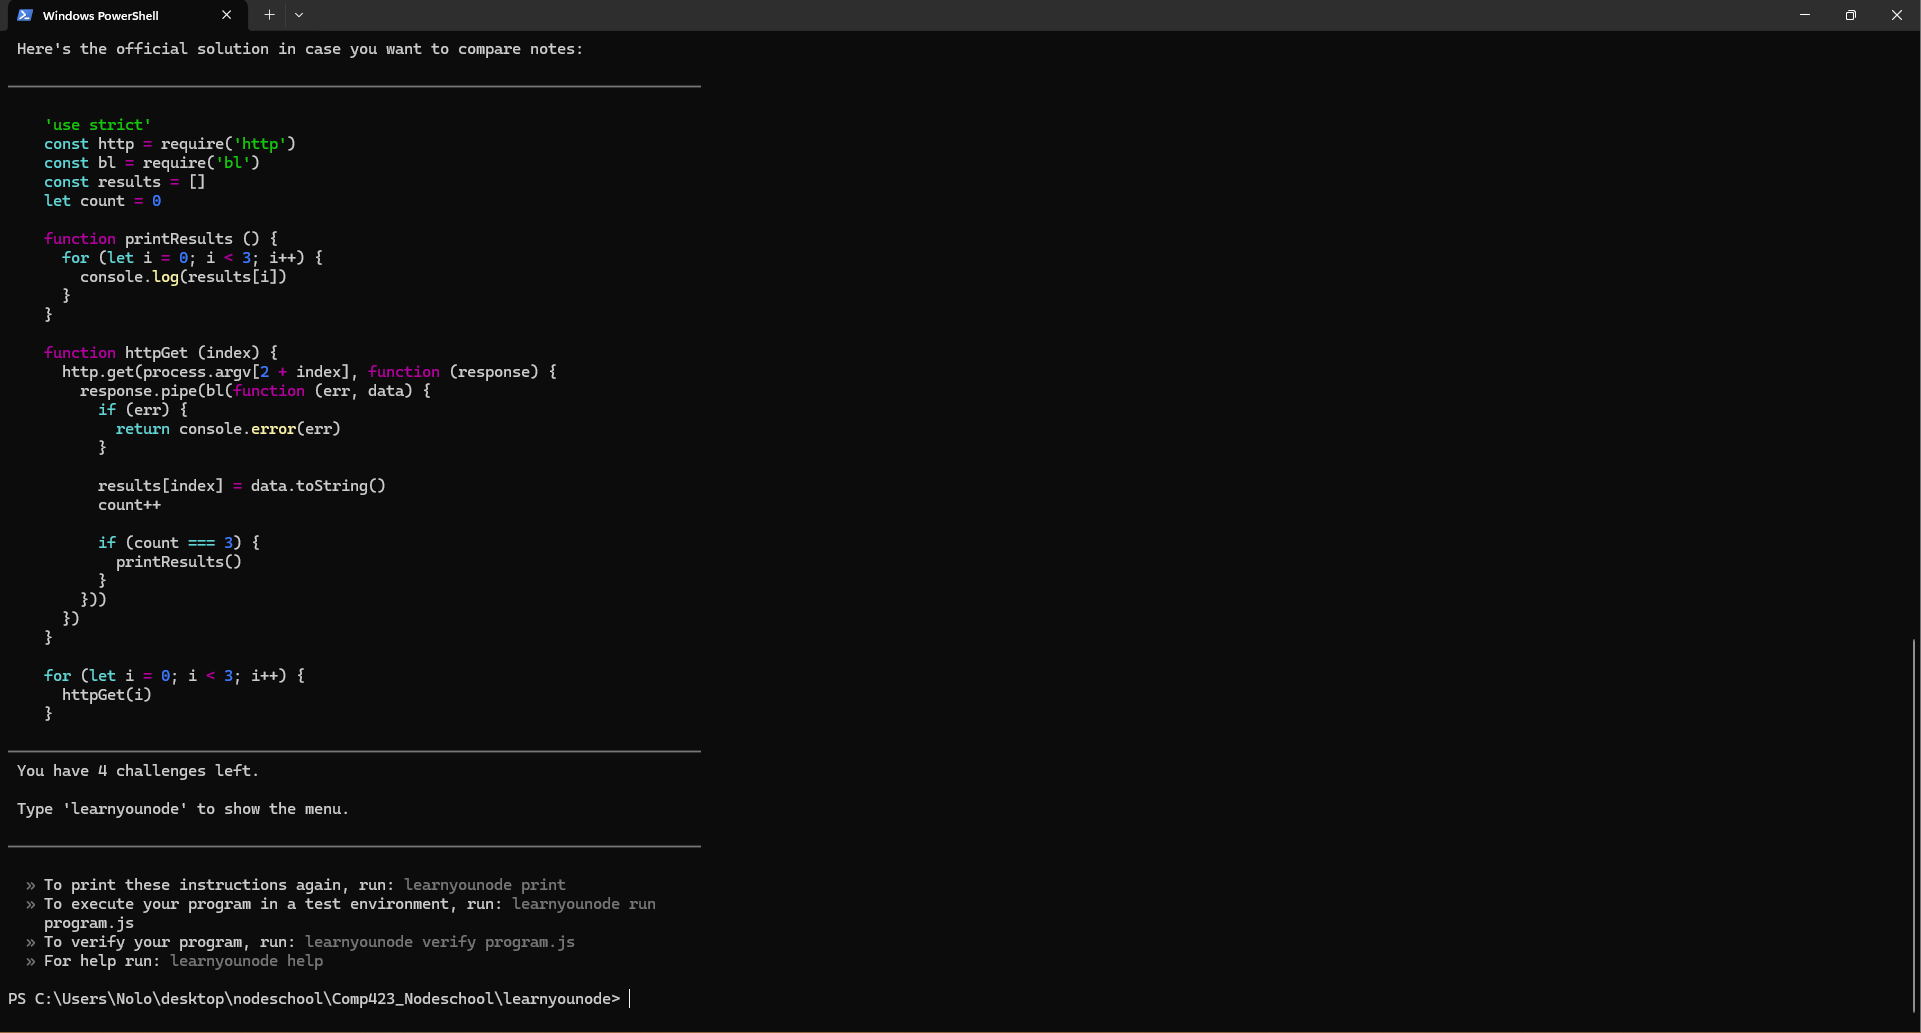 Windows PowerShell
Here's the official solution in case you want to compare notes:
'use strict'
const http = require('http')
const bl = require('bl')
const results = []
let count = 0
function printResults () {
for (let i = 0; i < 3; i++) {
console.log(results[i])
}
}
function httpGet (index) {
http.get(process.argv[2 + index], function (response) {
response.pipe(bl(function (err, data) {
if (err) {
return console.error(err)
}
results[index] = data.toString()
count++
if (count === 3) {
printResults()
}
}))
})
}
for (let i = 0; i < 3; i++) {
httpGet(i)
}
You have 4 challenges left.
Type 'learnyounode' to show the menu.
» To print these instructions again, run: learnyounode print
» To execute your program in a test environment, run: learnyounode run
program.js
» To verify your program, run: learnyounode verify program.js
» For help run: learnyounode help
PS C:\Users\Nolo\desktop\nodeschool\Comp423_Nodeschool\learnyounode>